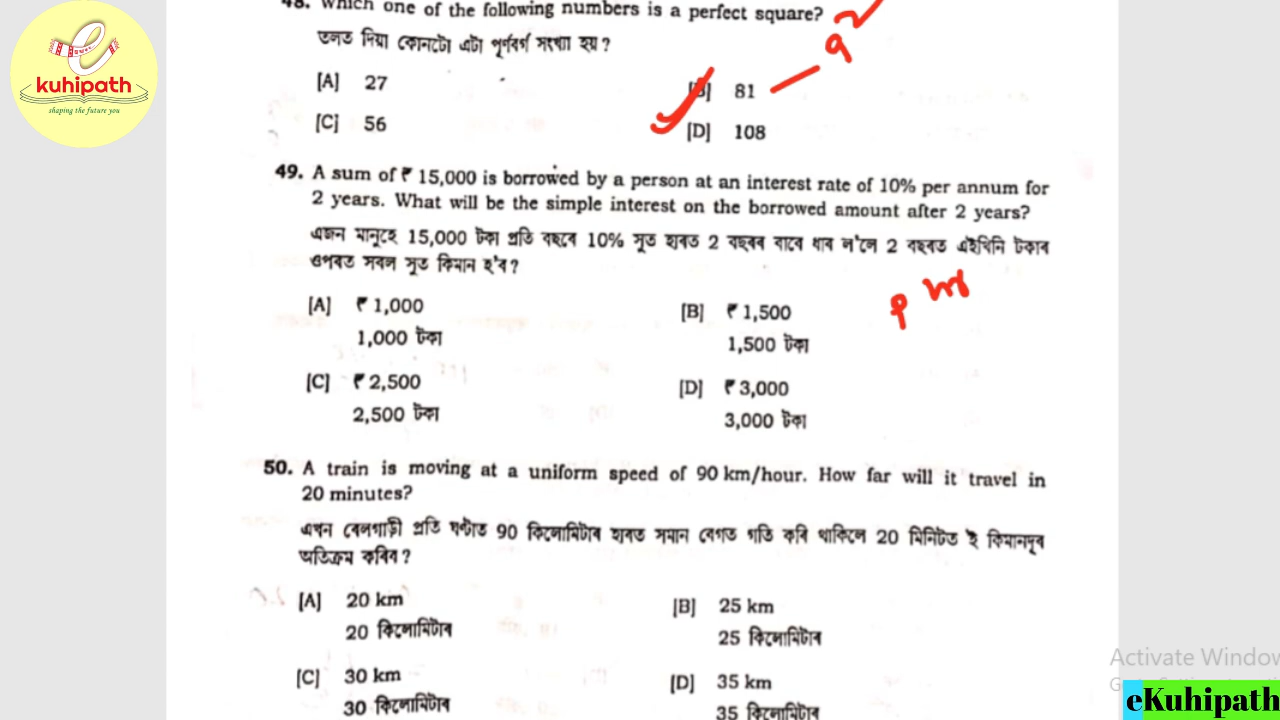 kuhipath
shaping the future you
48. Which one of the following numbers is a perfect square?
তলত দিয়া কোনটো এটা পূৰ্ণবৰ্গ সংখ্যা হয় ?
[A] 27
[B] 81 — 9²
[C] 56
[D] 108
49. A sum of ₹ 15,000 is borrowed by a person at an interest rate of 10% per annum for
2 years. What will be the simple interest on the borrowed amount after 2 years?
এজন মানুহে 15,000 টকা প্ৰতি বছৰে 10% সূত হাৰত 2 বছৰৰ বাবে ধাৰ ল'লে 2 বছৰত এইখিনি টকাৰ
ওপৰত সৰল সূত কিমান হ'ব ?
[A] ₹ 1,000
1,000 টকা
[B] ₹ 1,500
1,500 টকা
[C] ₹ 2,500
2,500 টকা
[D] ₹ 3,000
3,000 টকা
50. A train is moving at a uniform speed of 90 km/hour. How far will it travel in
20 minutes?
এখন ৰেলগাড়ী প্ৰতি ঘণ্টাত 90 কিলোমিটাৰ হাৰত সমান বেগত গতি কৰি থাকিলে 20 মিনিটত ই কিমানদূৰ
অতিক্ৰম কৰিব ?
[A] 20 km
20 কিলোমিটাৰ
[B] 25 km
25 কিলোমিটাৰ
[C] 30 km
30 কিলোমিটাৰ
[D] 35 km
35 কিলোমিটাৰ
Activate Window
eKuhipath